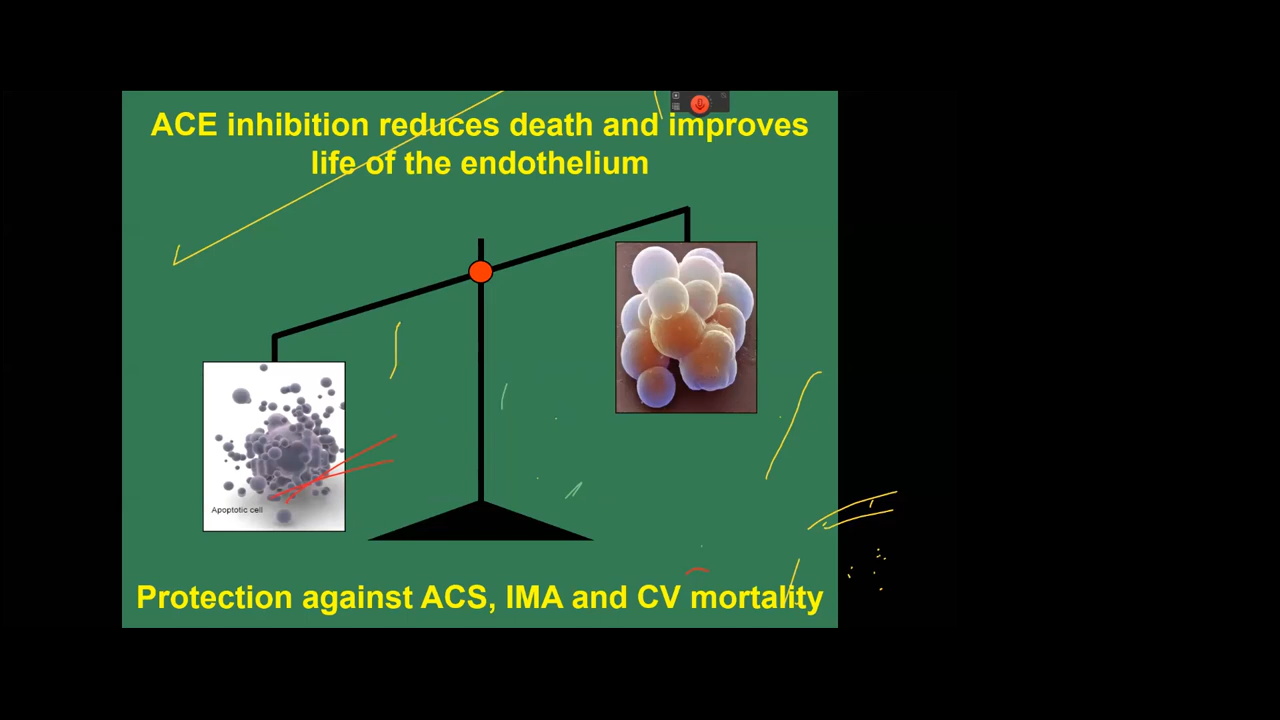 ACE inhibition reduces death and improves
life of the endothelium
Apoptotic cell
Protection against ACS, IMA and CV mortality